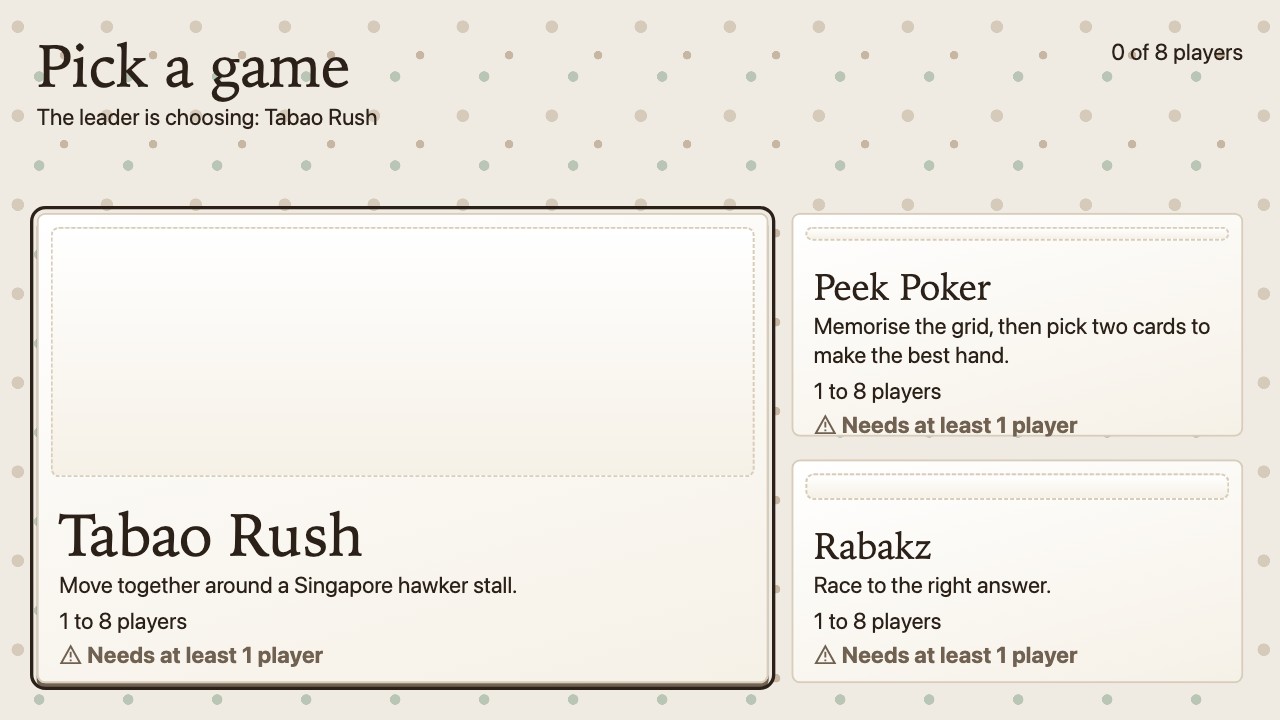 Pick a game
0 of 8 players
The leader is choosing: Tabao Rush
Tabao Rush
Move together around a Singapore hawker stall.
1 to 8 players
⚠ Needs at least 1 player
Peek Poker
Memorise the grid, then pick two cards to
make the best hand.
1 to 8 players
⚠ Needs at least 1 player
Rabakz
Race to the right answer.
1 to 8 players
⚠ Needs at least 1 player